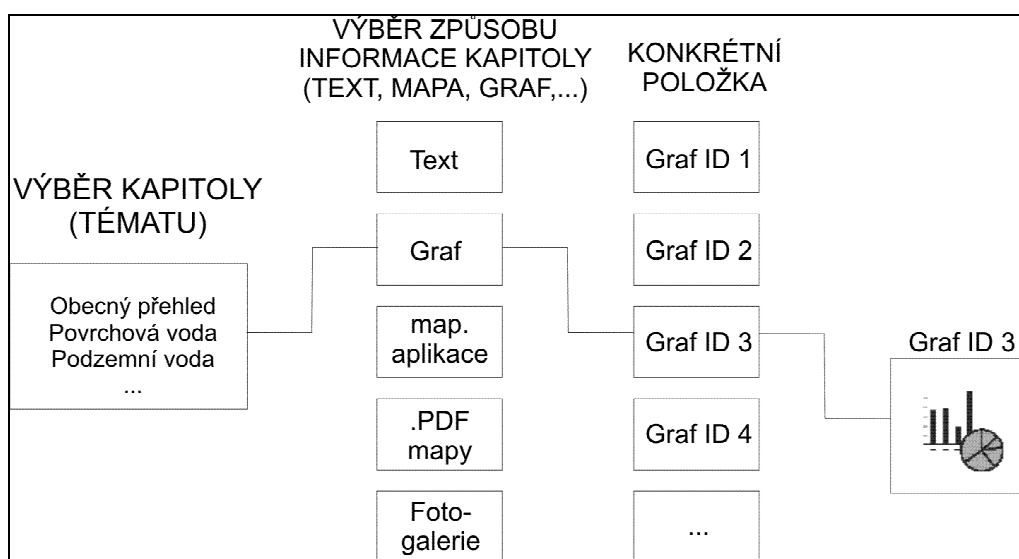 VÝBĚR KAPITOLY
(TÉMATU)
Obecný přehled
Povrchová voda
Podzemní voda
...
VÝBĚR ZPŮSOBU
INFORMACE KAPITOLY
(TEXT, MAPA, GRAF,...)
Text
Graf
map.
aplikace
.PDF
mapy
Foto-
galerie
KONKRÉTNÍ
POLOŽKA
Graf ID 1
Graf ID 2
Graf ID 3
Graf ID 4
...
Graf ID 3